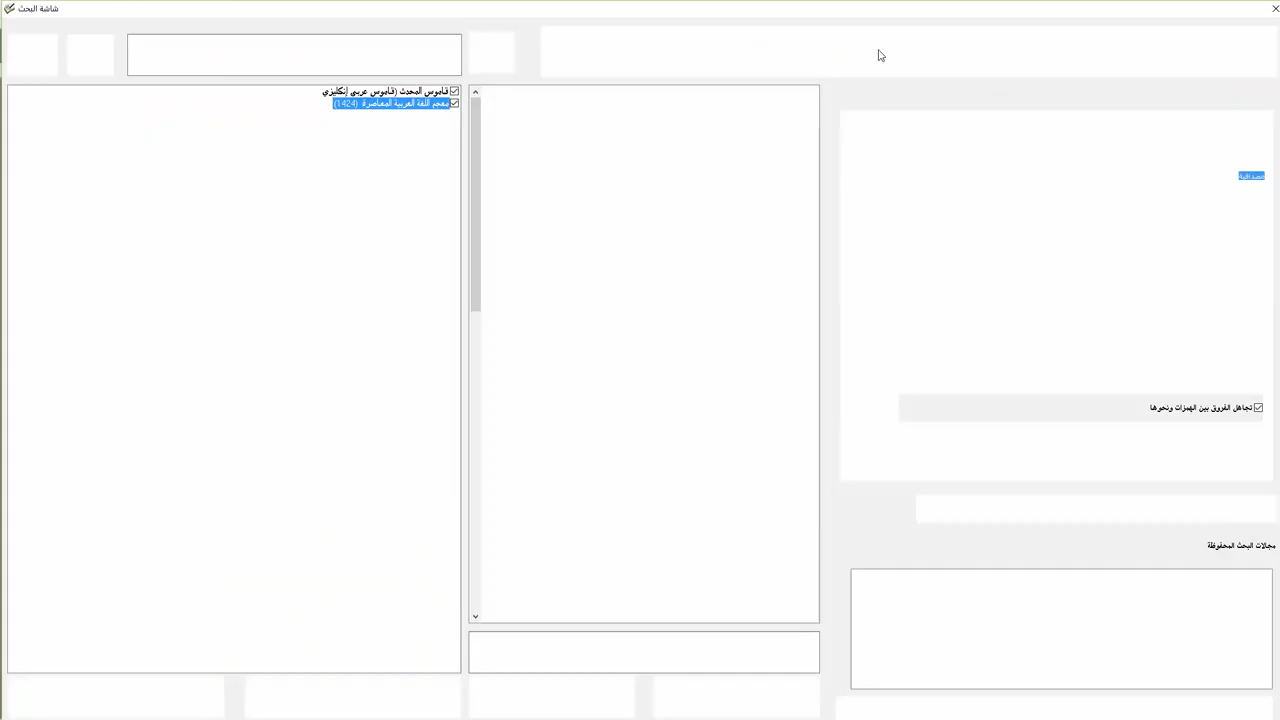 شاشة البحث
قاموس المحدث (قاموس عربي إنكليزي
معجم اللغة العربية المعاصرة (1424)
مصداقية
تجاهل الفروق بين الهمزات ونحوها
مجالات البحث المحفوظة